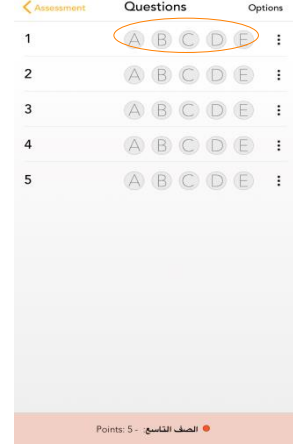 Assessment Questions Options
1 A B C D E
2 A B C D E
3 A B C D E
4 A B C D E
5 A B C D E
Points: 5 - الصف التاسع: